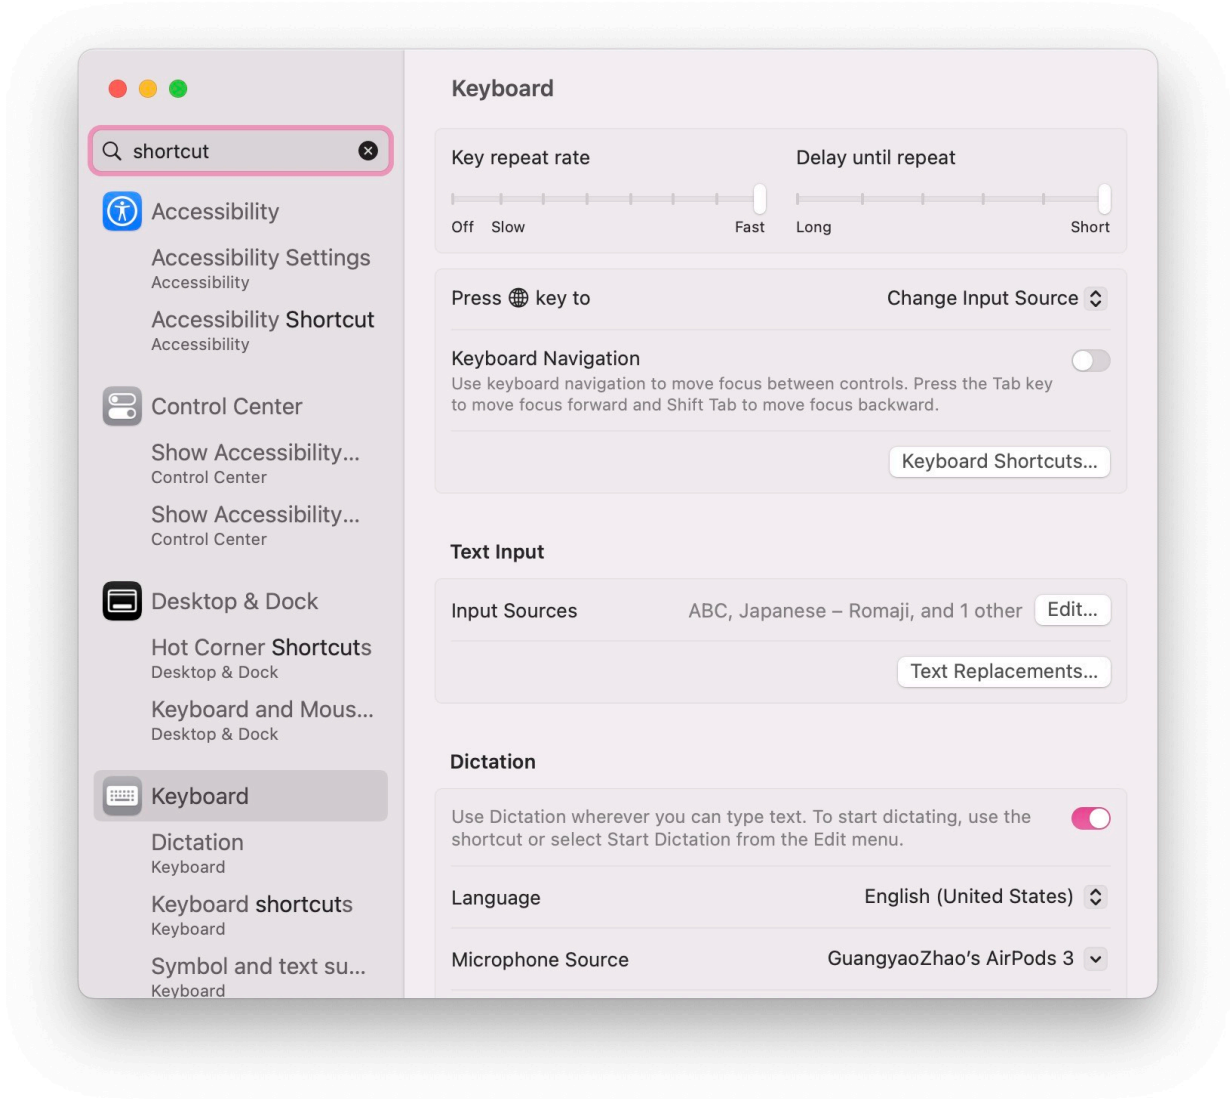 shortcut
Accessibility
Accessibility Settings
Accessibility
Accessibility Shortcut
Accessibility
Control Center
Show Accessibility...
Control Center
Show Accessibility...
Control Center
Desktop & Dock
Hot Corner Shortcuts
Desktop & Dock
Keyboard and Mous...
Desktop & Dock
Keyboard
Dictation
Keyboard
Keyboard shortcuts
Keyboard
Symbol and text su...
Keyboard
Keyboard
Key repeat rate
Delay until repeat
Off Slow Fast
Long Short
Press 🌐 key to
Change Input Source
Keyboard Navigation
Use keyboard navigation to move focus between controls. Press the Tab key
to move focus forward and Shift Tab to move focus backward.
Keyboard Shortcuts...
Text Input
Input Sources
ABC, Japanese – Romaji, and 1 other
Edit...
Text Replacements...
Dictation
Use Dictation wherever you can type text. To start dictating, use the
shortcut or select Start Dictation from the Edit menu.
Language
English (United States)
Microphone Source
GuangyaoZhao’s AirPods 3